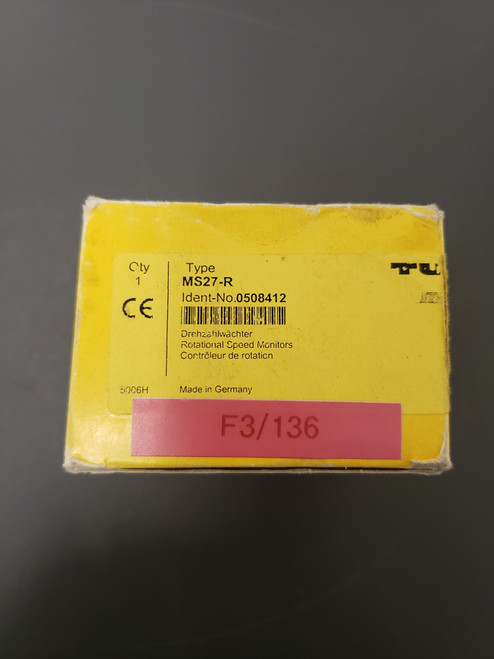 Qty
1
Type
MS27-R
Ident-No.0508412
Drehzahlwächter
Rotational Speed Monitors
Contrôleur de rotation
Made in Germany
TU
CE
F3/136